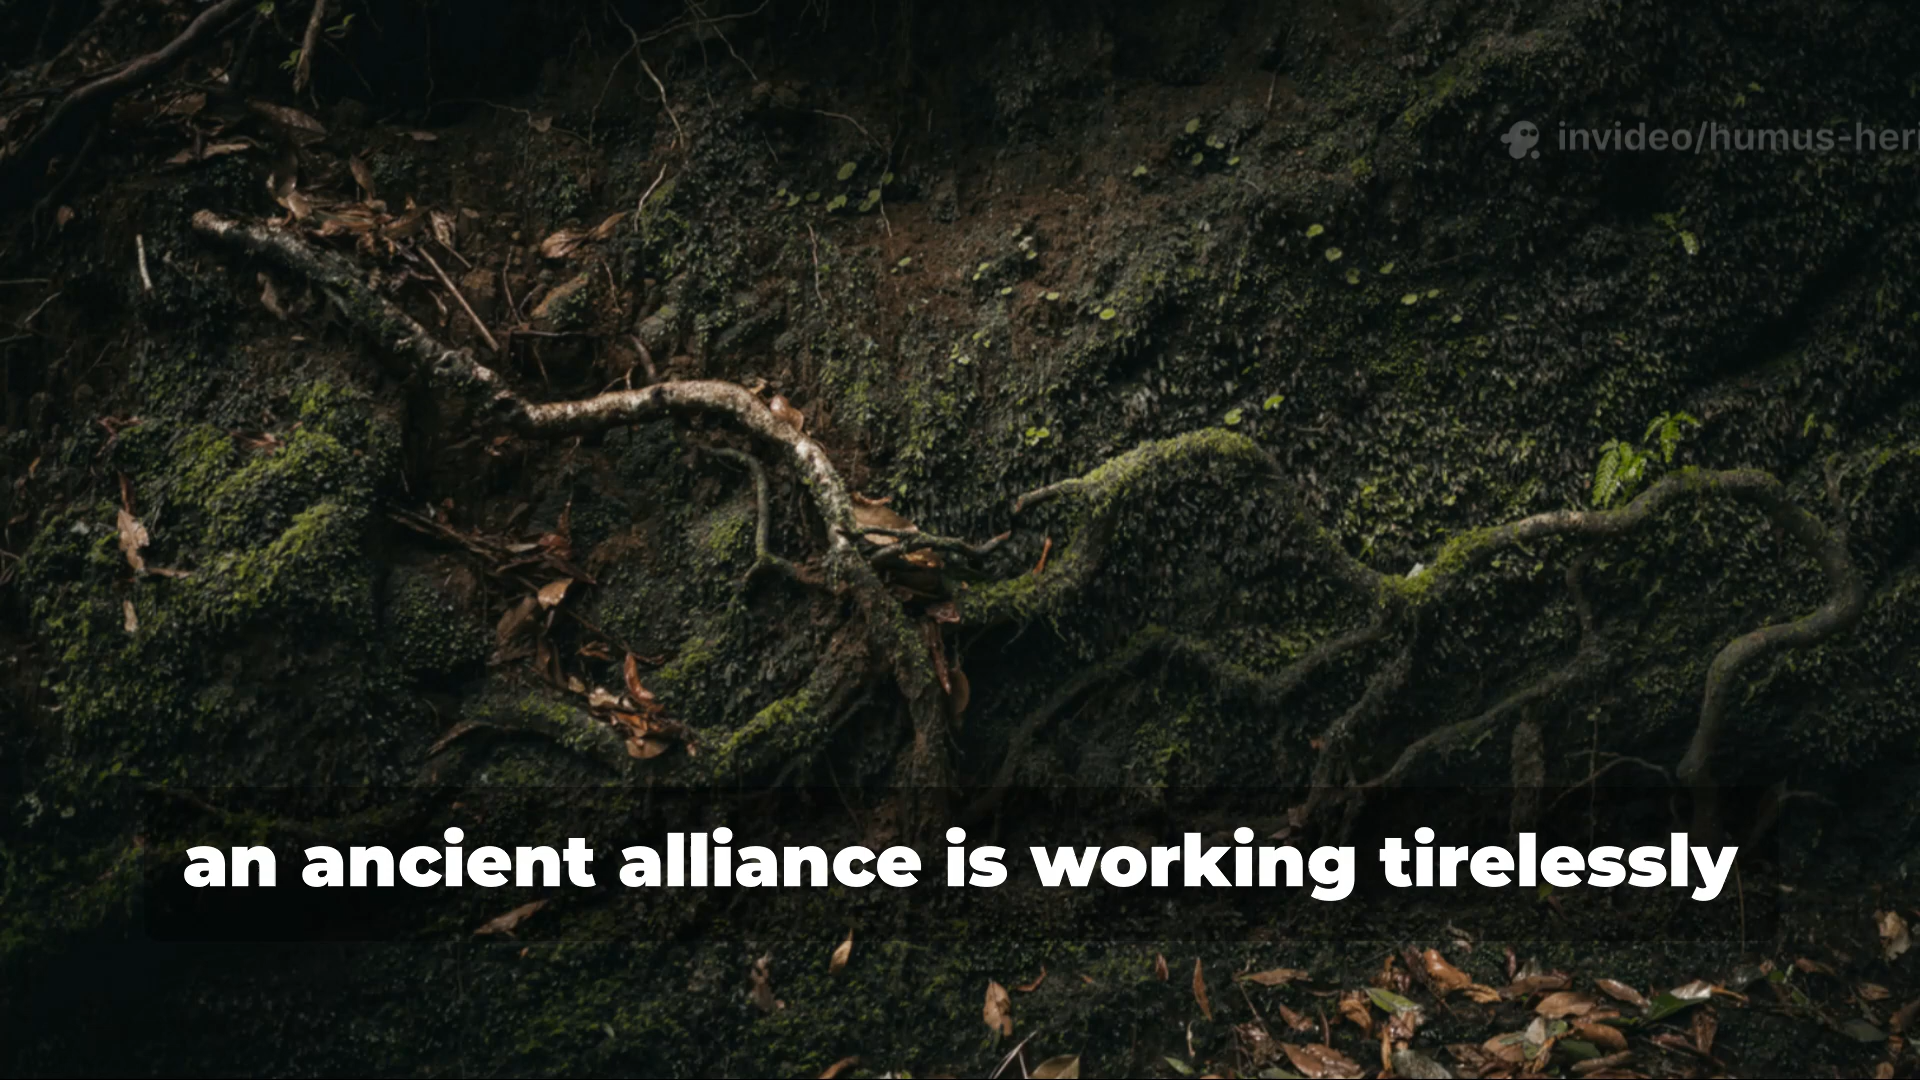 invideo/humus-her
an ancient alliance is working tirelessly